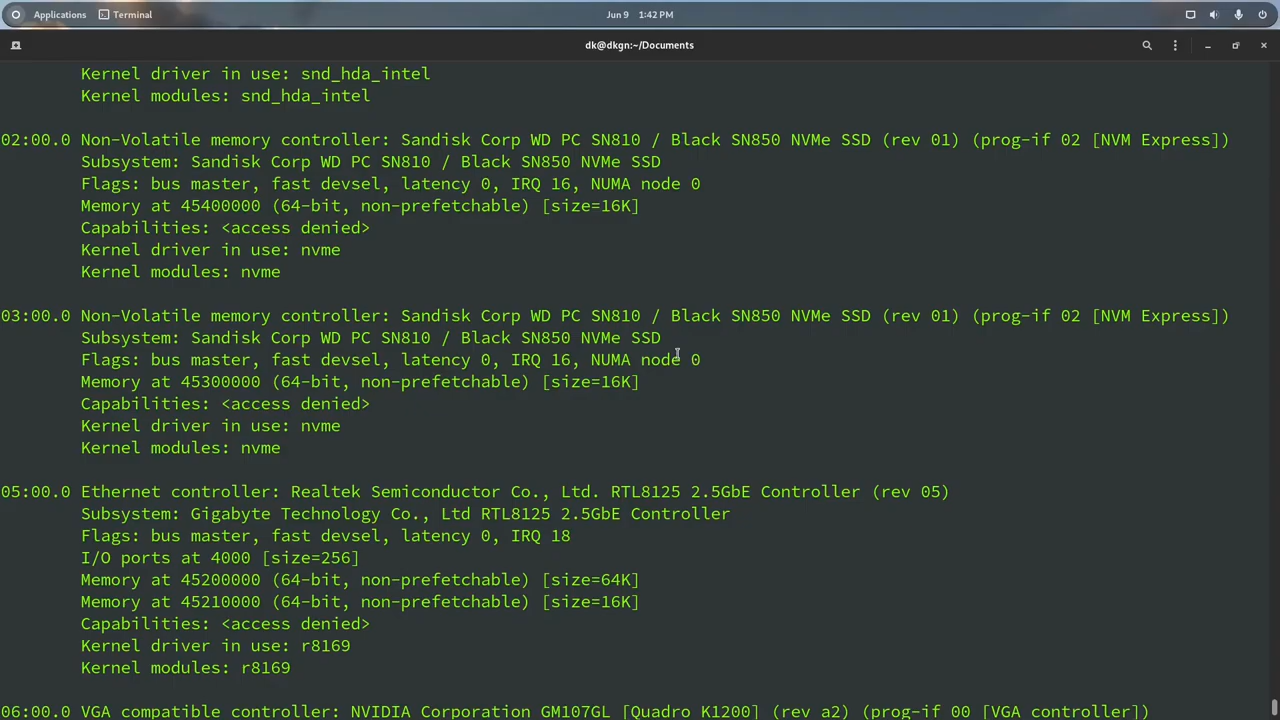 Applications Terminal Jun 9 1:42 PM
dk@dkgn:~/Documents
Kernel driver in use: snd_hda_intel
Kernel modules: snd_hda_intel
02:00.0 Non-Volatile memory controller: Sandisk Corp WD PC SN810 / Black SN850 NVMe SSD (rev 01) (prog-if 02 [NVM Express])
Subsystem: Sandisk Corp WD PC SN810 / Black SN850 NVMe SSD
Flags: bus master, fast devsel, latency 0, IRQ 16, NUMA node 0
Memory at 45400000 (64-bit, non-prefetchable) [size=16K]
Capabilities: <access denied>
Kernel driver in use: nvme
Kernel modules: nvme
03:00.0 Non-Volatile memory controller: Sandisk Corp WD PC SN810 / Black SN850 NVMe SSD (rev 01) (prog-if 02 [NVM Express])
Subsystem: Sandisk Corp WD PC SN810 / Black SN850 NVMe SSD
Flags: bus master, fast devsel, latency 0, IRQ 16, NUMA node 0
Memory at 45300000 (64-bit, non-prefetchable) [size=16K]
Capabilities: <access denied>
Kernel driver in use: nvme
Kernel modules: nvme
05:00.0 Ethernet controller: Realtek Semiconductor Co., Ltd. RTL8125 2.5GbE Controller (rev 05)
Subsystem: Gigabyte Technology Co., Ltd RTL8125 2.5GbE Controller
Flags: bus master, fast devsel, latency 0, IRQ 18
I/O ports at 4000 [size=256]
Memory at 45200000 (64-bit, non-prefetchable) [size=64K]
Memory at 45210000 (64-bit, non-prefetchable) [size=16K]
Capabilities: <access denied>
Kernel driver in use: r8169
Kernel modules: r8169
06:00.0 VGA compatible controller: NVIDIA Corporation GM107GL [Quadro K1200] (rev a2) (prog-if 00 [VGA controller])